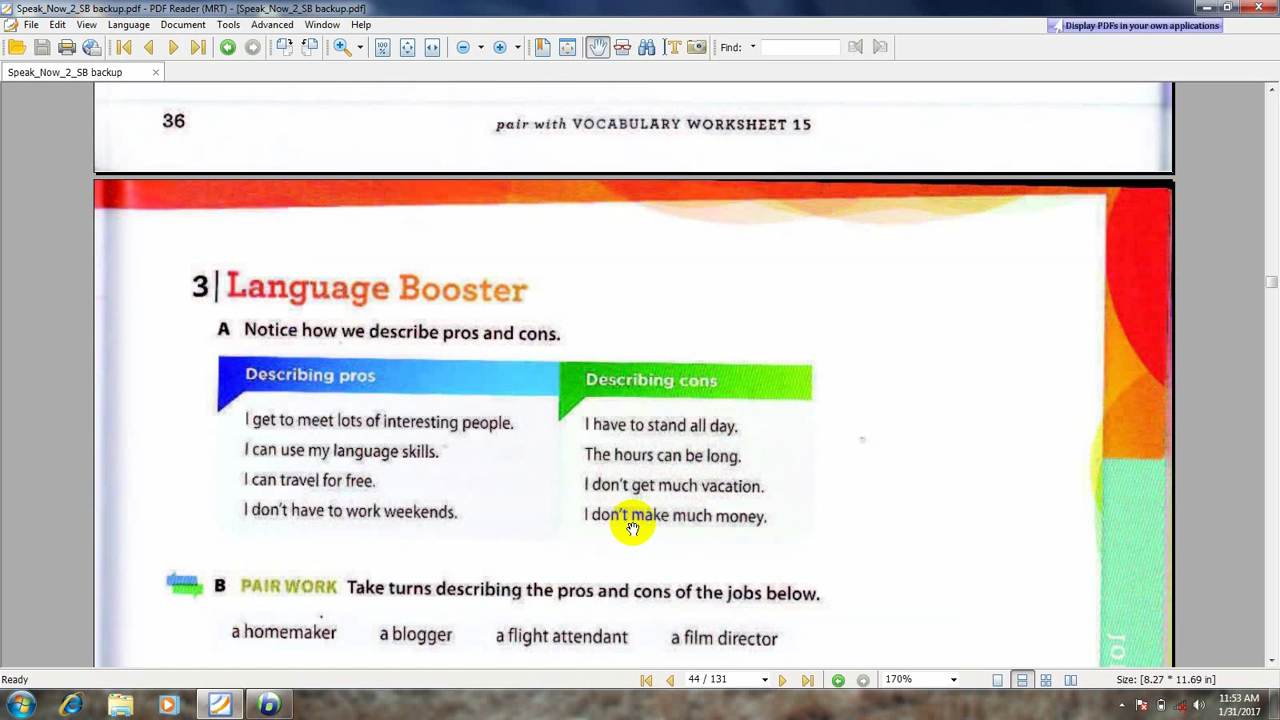 Speak_Now_2_SB backup.pdf - PDF Reader (MRT) - [Speak_Now_2_SB backup.pdf]
File Edit View Language Document Tools Advanced Window Help
Display PDFs in your own applications
Find:
Speak_Now_2_SB backup
36
pair with VOCABULARY WORKSHEET 15
3 Language Booster
A Notice how we describe pros and cons.
Describing pros
I get to meet lots of interesting people.
I can use my language skills.
I can travel for free.
I don't have to work weekends.
Describing cons
I have to stand all day.
The hours can be long.
I don't get much vacation.
I don't make much money.
B PAIR WORK Take turns describing the pros and cons of the jobs below.
a homemaker a blogger a flight attendant a film director
Ready
44 / 131
170%
Size: [8.27 * 11.69 in]
11:53 AM
1/31/2017